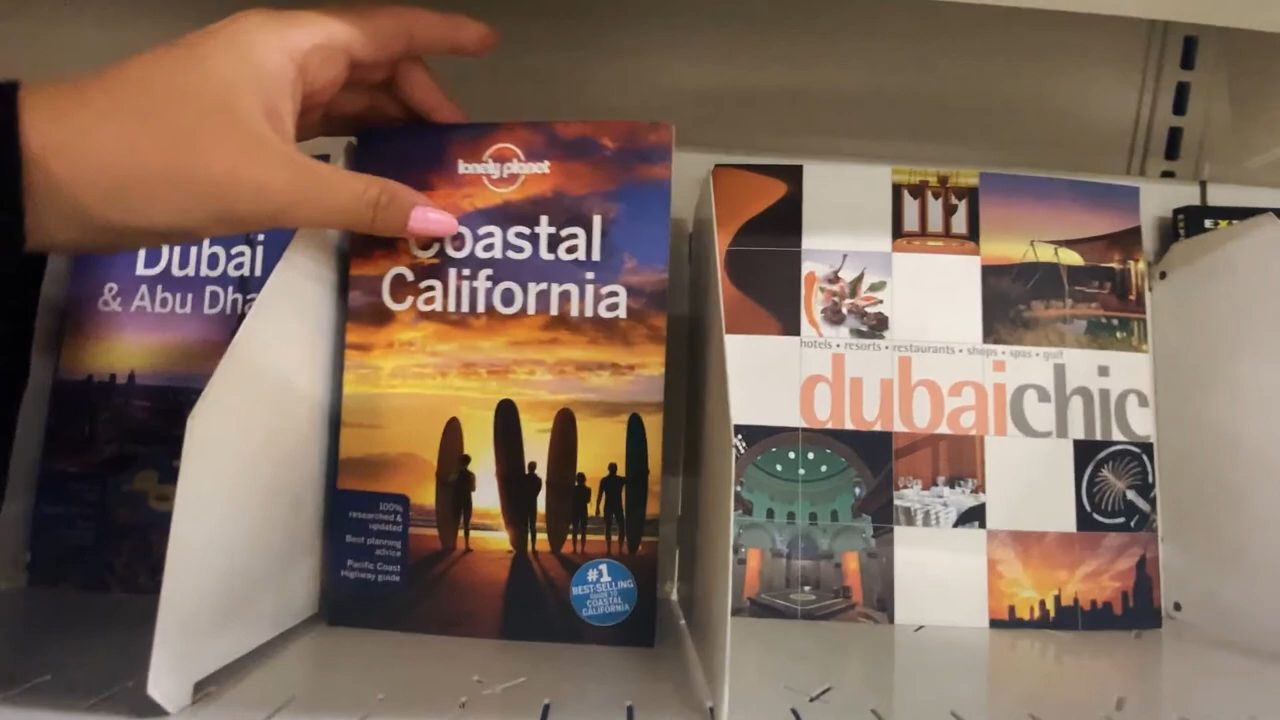 Dubai
& Abu Dha
lonely planet
Coastal
California
100%
researched &
updated
Best planning
advice
Pacific Coast
Highway guide
#1
BEST-SELLING
GUIDE TO
COASTAL
CALIFORNIA
hotels • resorts • restaurants • shops • spas • golf
dubaichic
EX